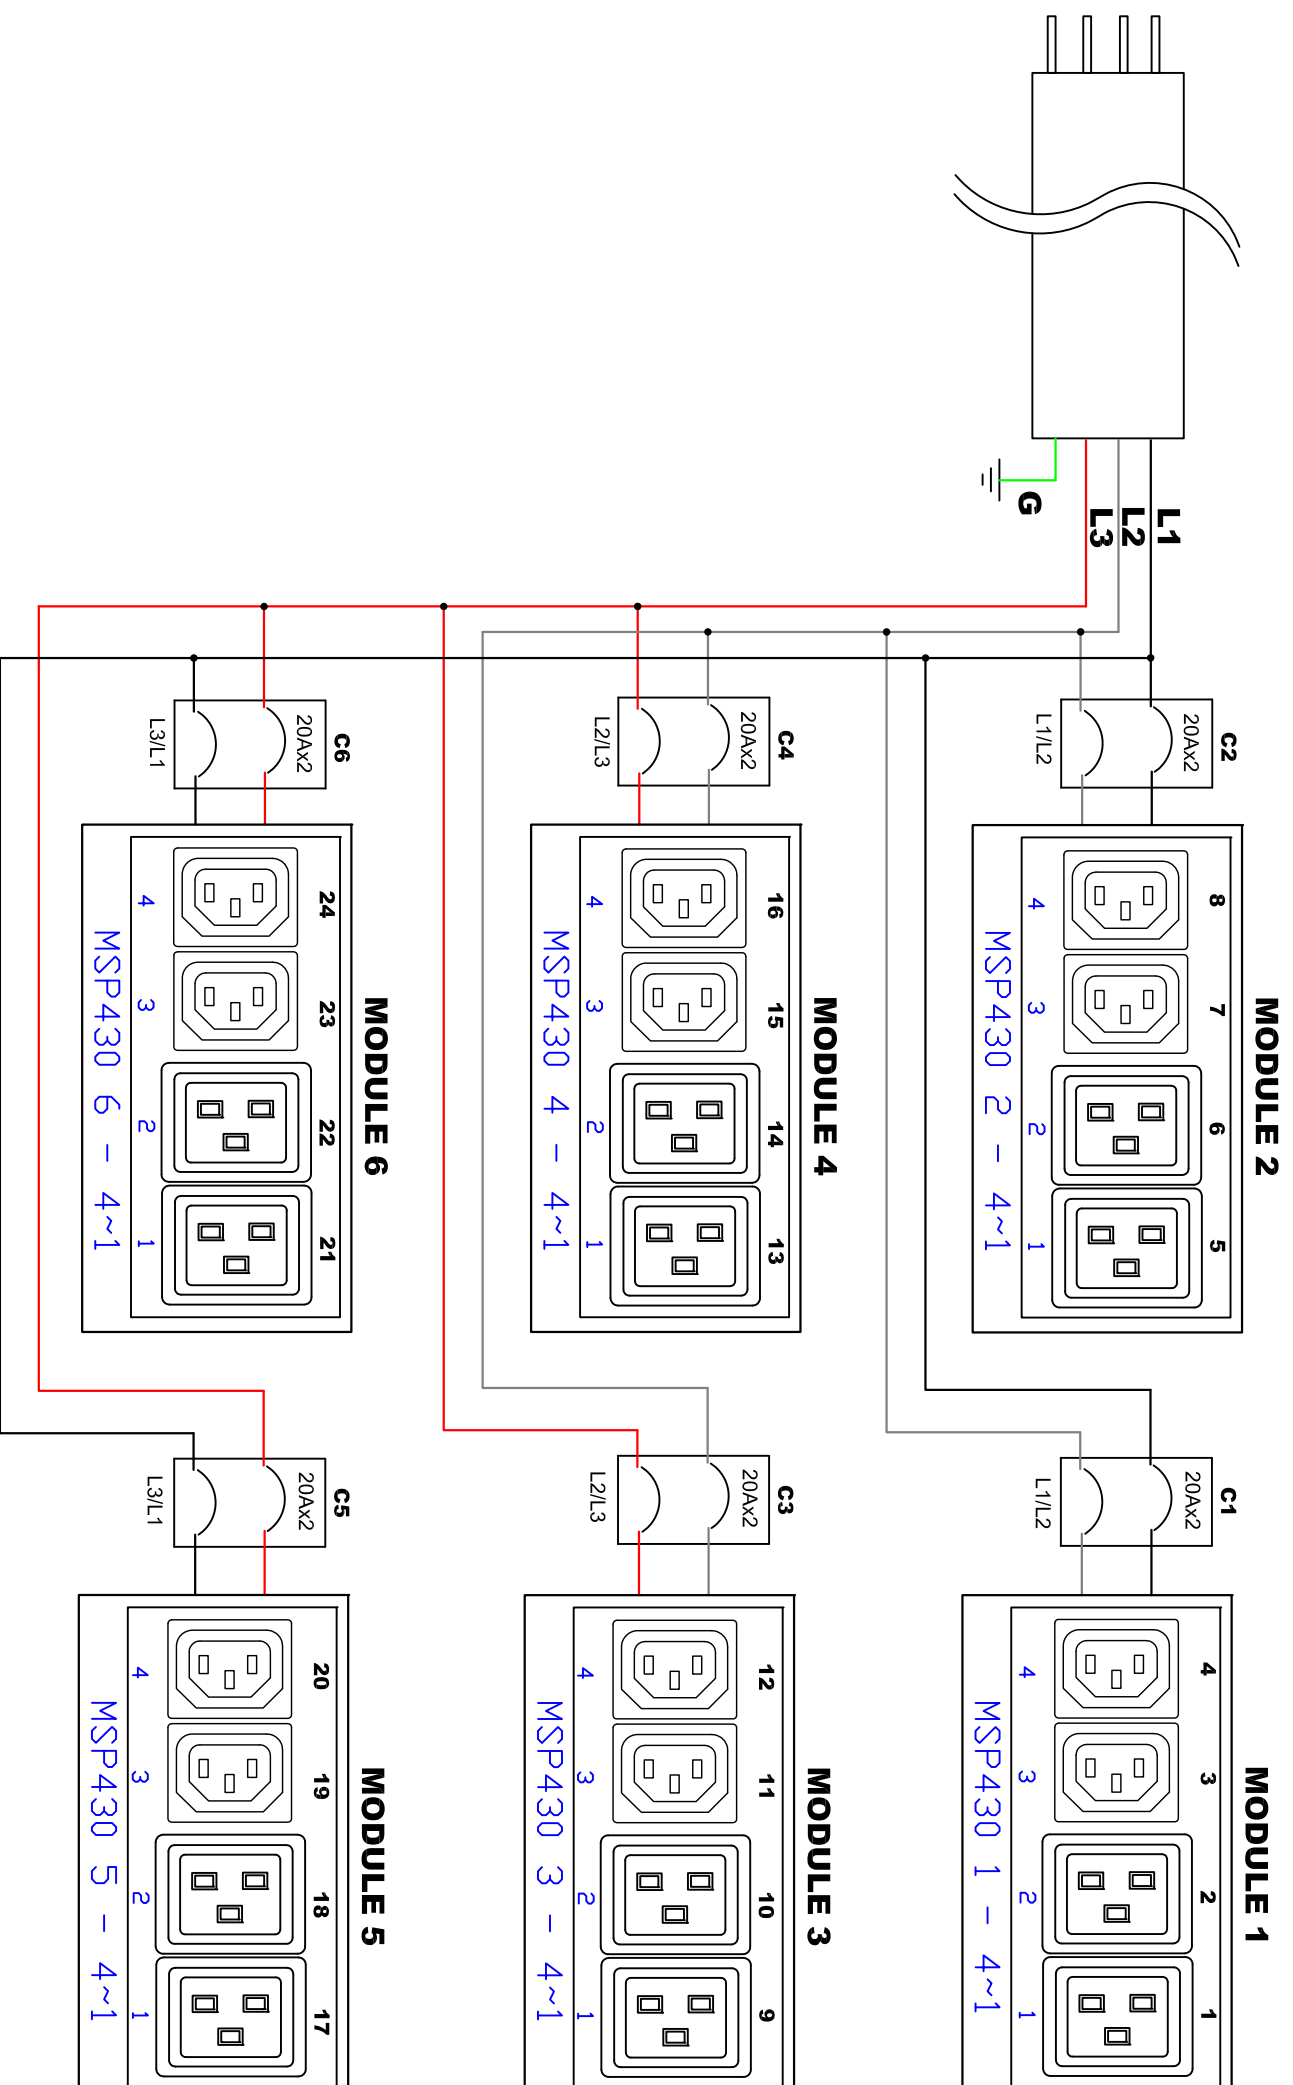 L1
L2
L3
G
C2
20Ax2
L1/L2
C4
20Ax2
L2/L3
C6
20Ax2
L3/L1
MODULE 2
8
7
6
5
4
3
2
1
MSP430 2 - 4~1
MODULE 4
16
15
14
13
4
3
2
1
MSP430 4 - 4~1
MODULE 6
24
23
22
21
4
3
2
1
MSP430 6 - 4~1
C1
20Ax2
L1/L2
C3
20Ax2
L2/L3
C5
20Ax2
L3/L1
MODULE 1
4
3
2
1
4
3
2
1
MSP430 1 - 4~1
MODULE 3
12
11
10
9
4
3
2
1
MSP430 3 - 4~1
MODULE 5
20
19
18
17
4
3
2
1
MSP430 5 - 4~1